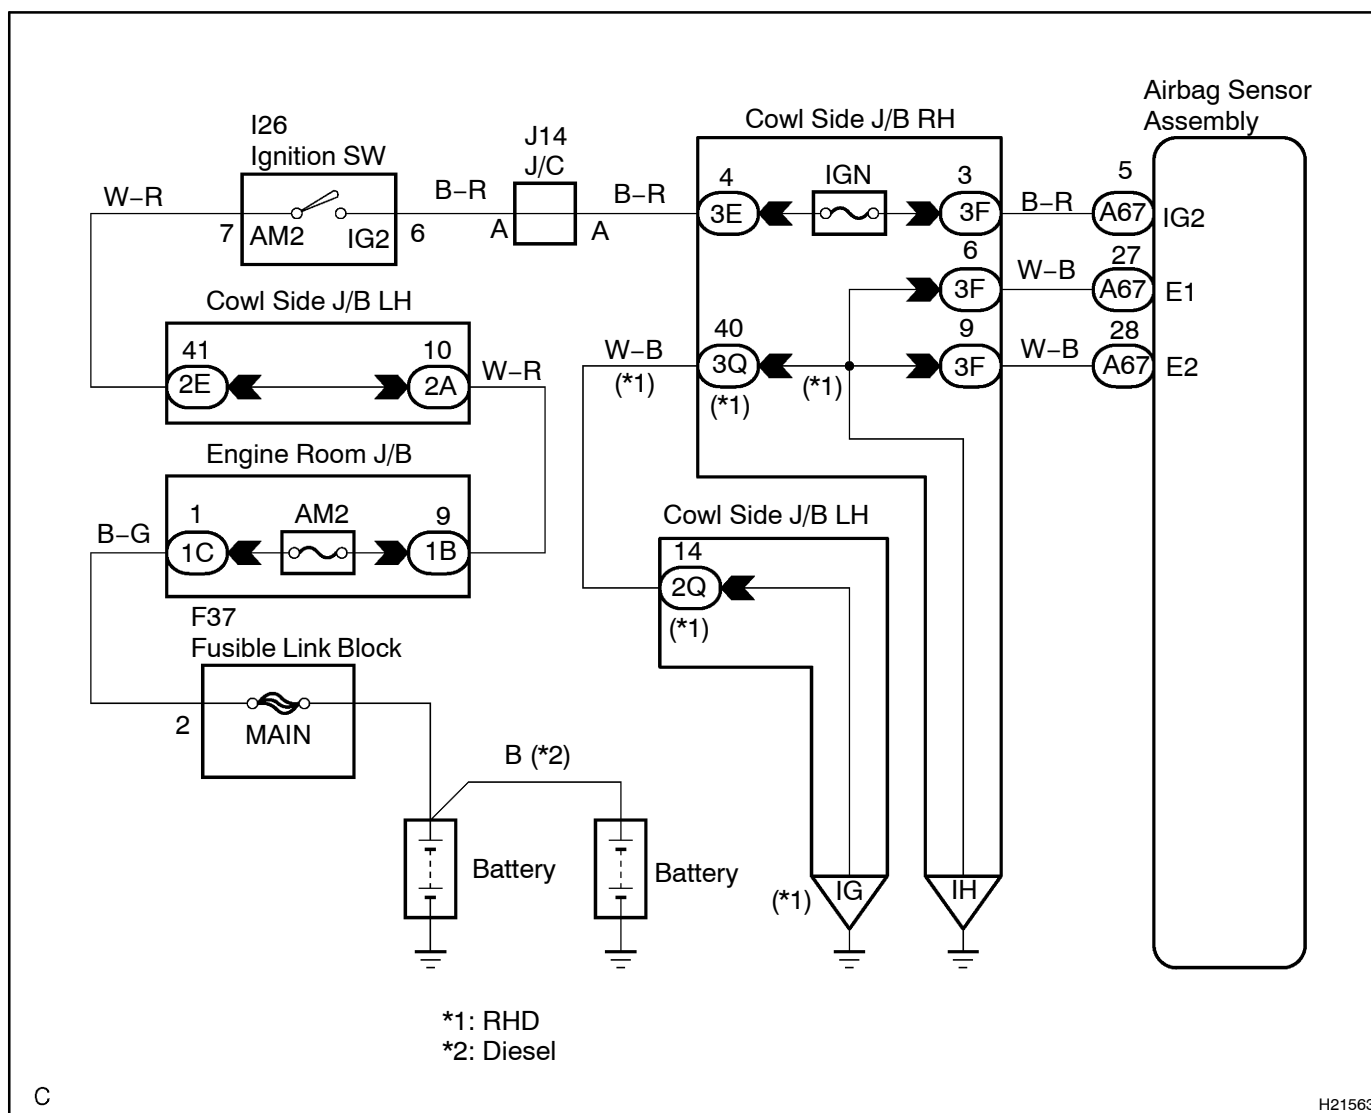 Airbag Sensor
Assembly
Cowl Side J/B RH
I26
Ignition SW
J14
J/C
W–R
B–R
B–R
4
IGN
3
5
3E
3F
B–R
A67
IG2
7
AM2
IG2
6
A
A
6
27
3F
W–B
A67
E1
Cowl Side J/B LH
41
10
W–R
2E
2A
W–B
(*1)
40
3Q
(*1)
(*1)
9
3F
W–B
28
A67
E2
Engine Room J/B
B–G
1
AM2
9
1C
1B
Cowl Side J/B LH
14
2Q
(*1)
F37
Fusible Link Block
2
MAIN
B (*2)
Battery
Battery
(*1)
IG
IH
*1: RHD
*2: Diesel
C
H21563